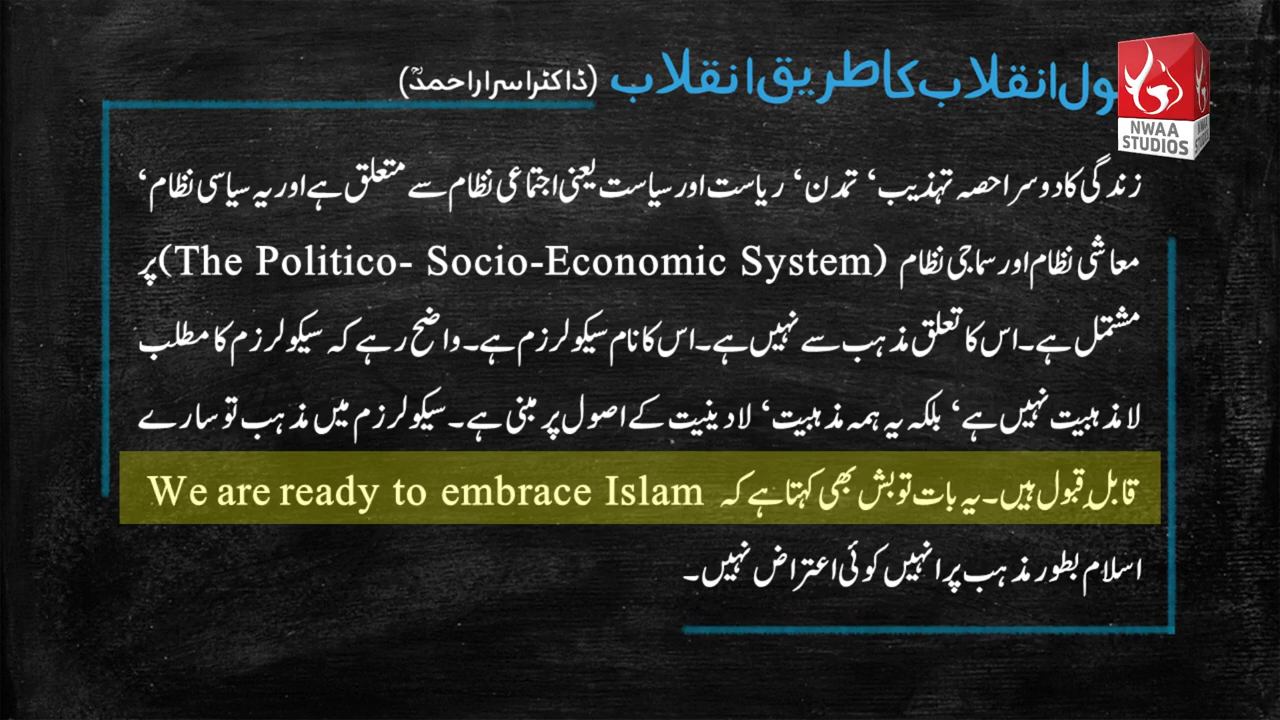 ول انقلاب کا طریق انقلاب (ڈاکٹر اسرار احمدؒ)
NWAA
STUDIOS
زندگی کا دوسرا حصہ تہذیب‘ تمدن‘ ریاست اور سیاست یعنی اجتماعی نظام سے متعلق ہے اور یہ سیاسی نظام‘
معاشی نظام اور سماجی نظام (The Politico- Socio-Economic System) پر
مشتمل ہے۔ اس کا تعلق مذہب سے نہیں ہے۔ اس کا نام سیکولرزم ہے۔ واضح رہے کہ سیکولرزم کا مطلب
لامذہبیت نہیں ہے‘ بلکہ یہ ہمہ مذہبیت‘ لادینیت کے اصول پر مبنی ہے۔ سیکولرزم میں مذہب تو سارے
قابلِ قبول ہیں۔ یہ بات تو بش بھی کہتا ہے کہ We are ready to embrace Islam
اسلام بطور مذہب پر انہیں کوئی اعتراض نہیں۔